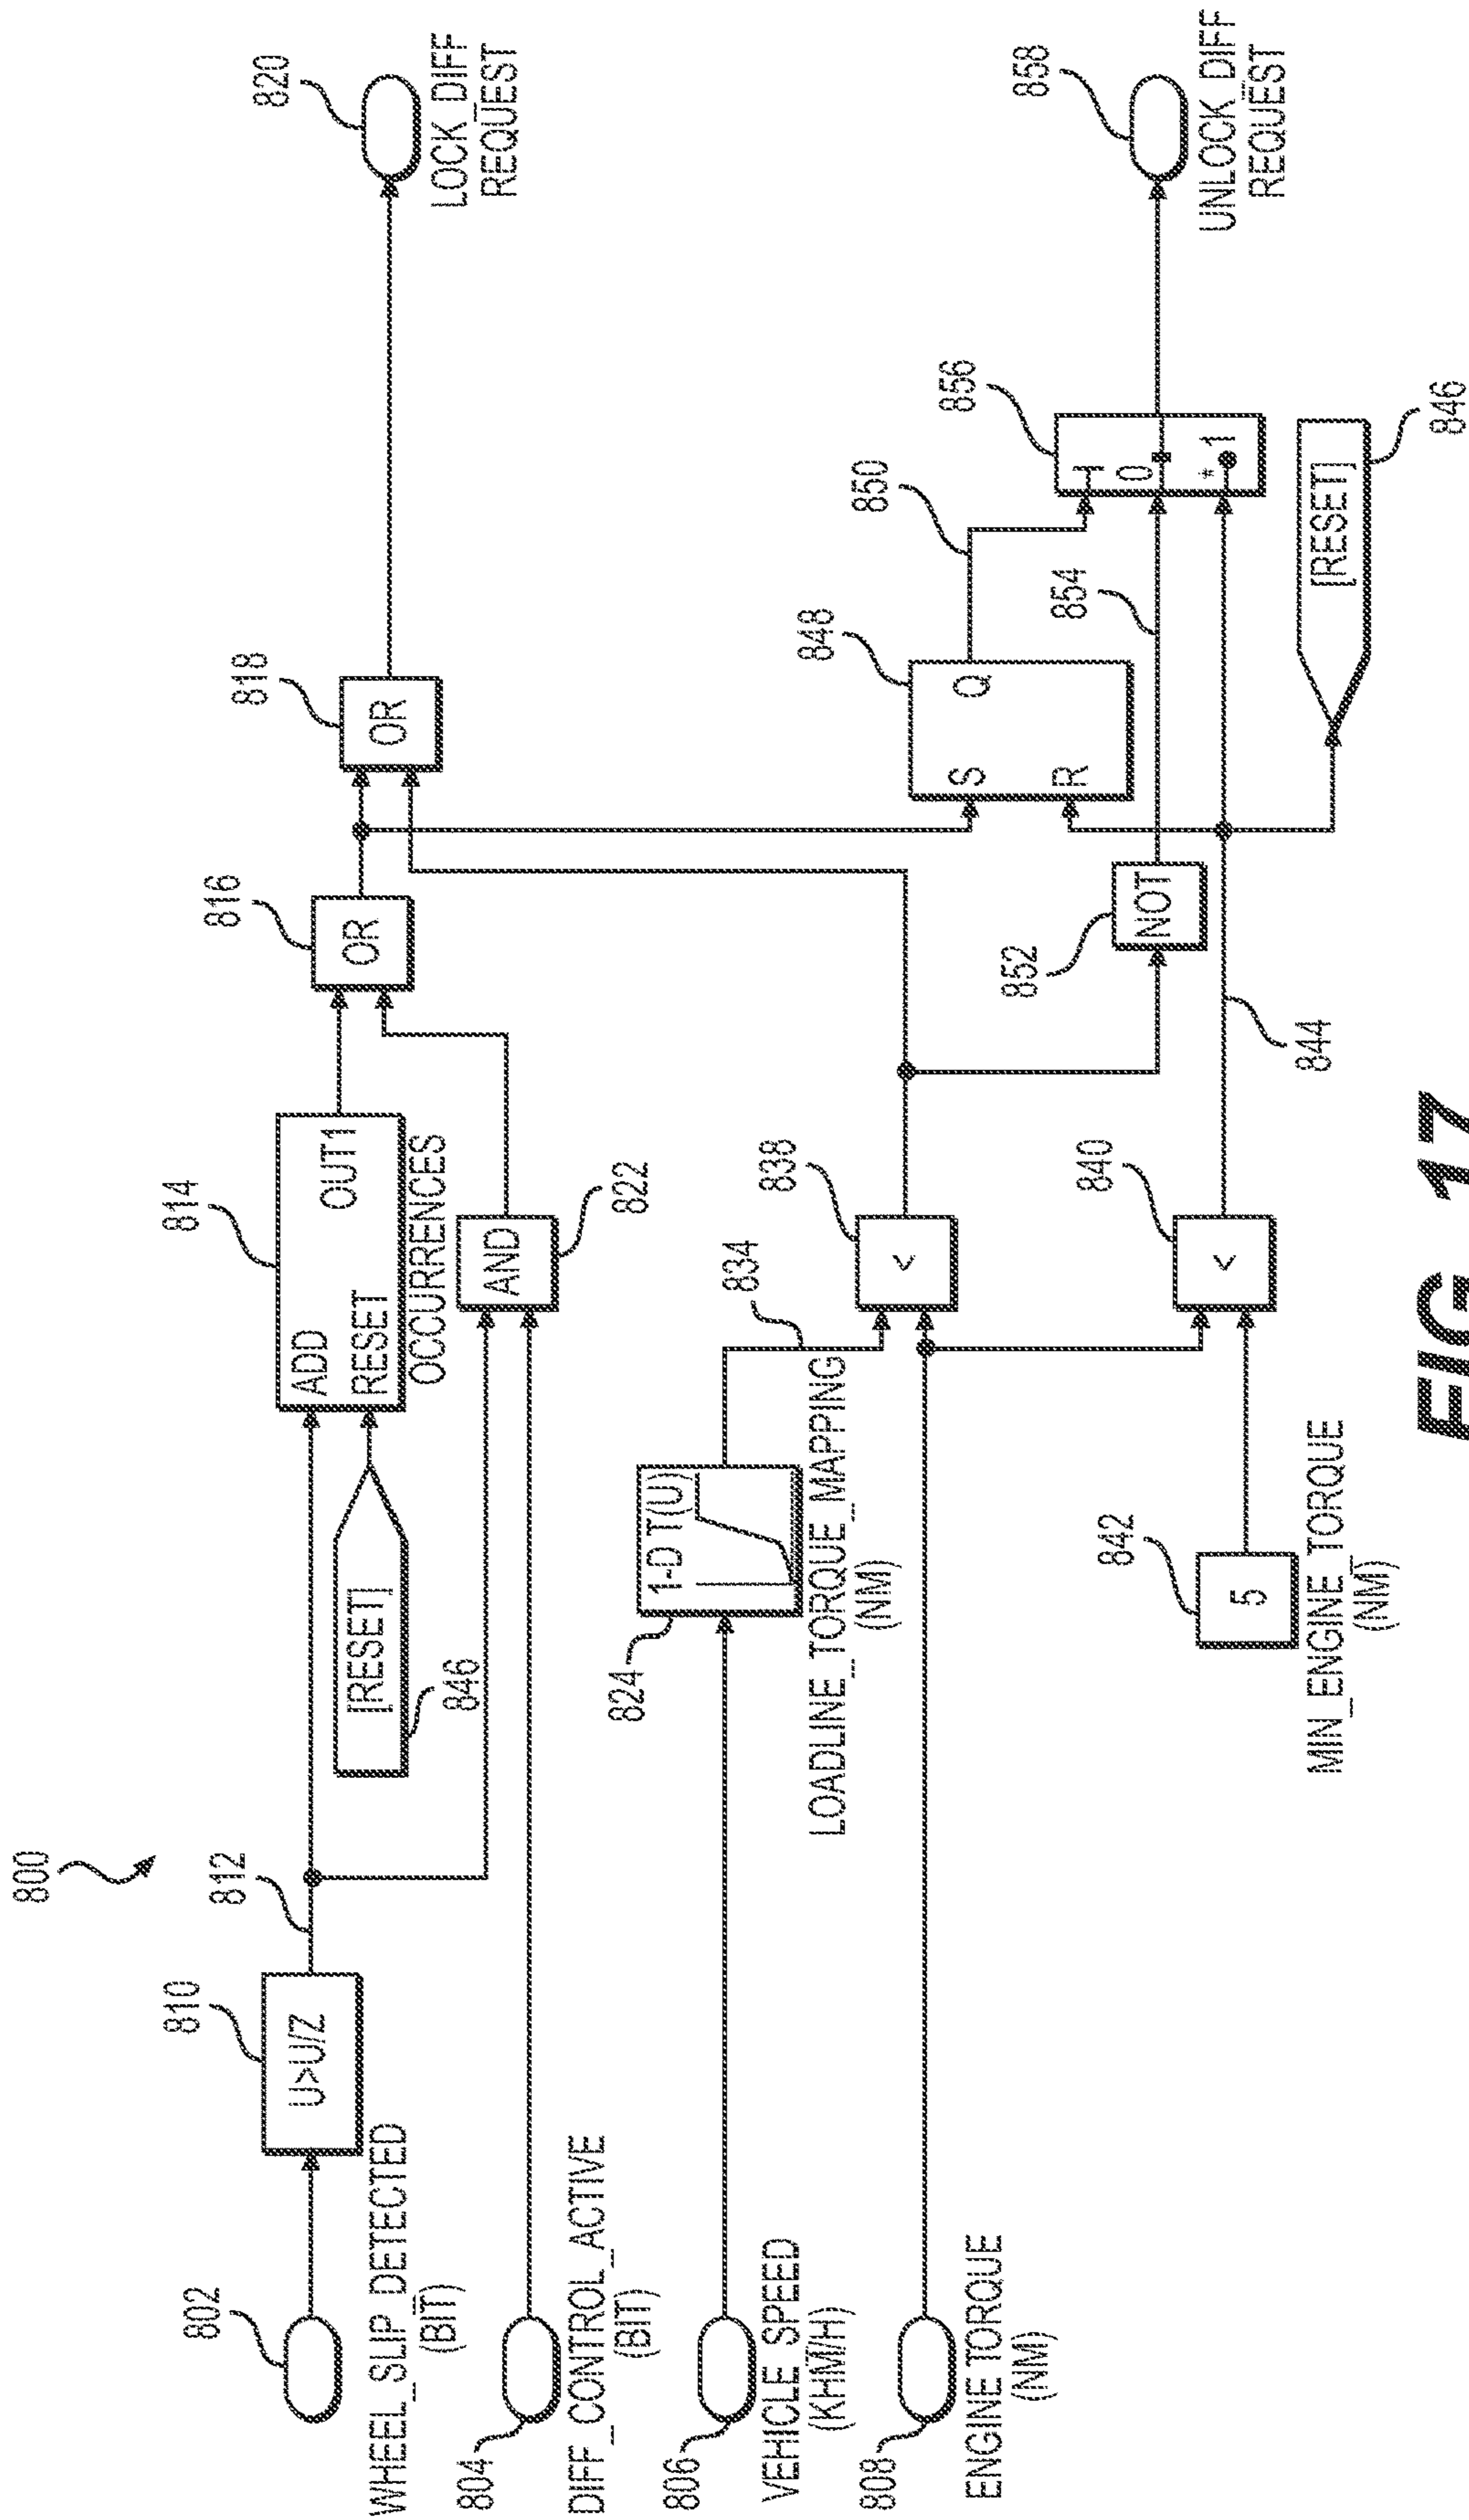 800
802
WHEEL_SLIP_DETECTED
(BIT)
810
U>U/Z
812
[RESET]
846
814
ADD
RESET
OUT1
OCCURRENCES
816
OR
818
OR
820
LOCK_DIFF
REQUEST
804
DIFF_CONTROL_ACTIVE
(BIT)
822
AND
806
VEHICLE_SPEED
(KHM/H)
824
1-D T(U)
LOADLINE_TORQUE_MAPPING
(NM)
834
838
<
808
ENGINE TORQUE
(NM)
842
5
MIN_ENGINE_TORQUE
(NM)
840
<
844
852
NOT
848
S
Q
R
850
854
856
T
0
* 1
858
UNLOCK_DIFF
REQUEST
[RESET]
846
FIG 17